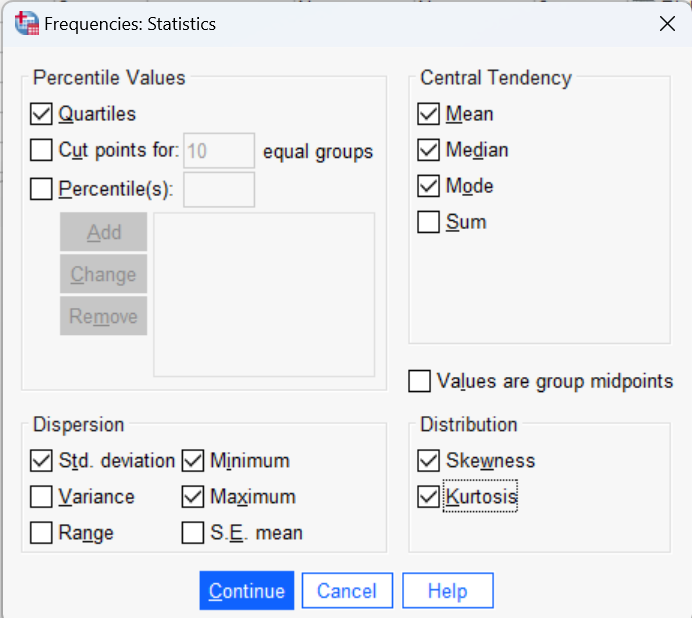 Frequencies: Statistics
Percentile Values
Quartiles
Cut points for: 10 equal groups
Percentile(s):
Add
Change
Remove
Central Tendency
Mean
Median
Mode
Sum
Values are group midpoints
Dispersion
Std. deviation Minimum
Variance Maximum
Range S.E. mean
Distribution
Skewness
Kurtosis
Continue Cancel Help